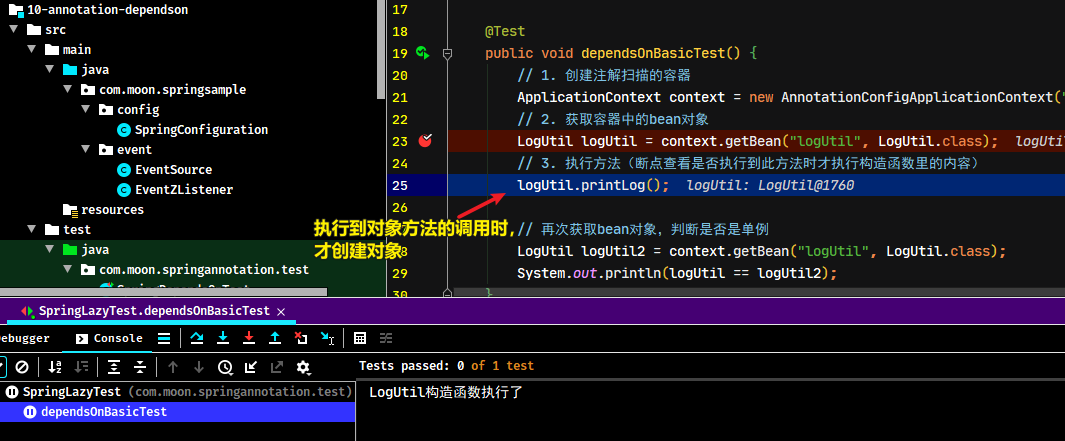 10-annotation-dependson
src
main
java
com.moon.springsample
config
SpringConfiguration
event
EventSource
EventZListener
resources
test
java
com.moon.springannotation.test
17
18
@Test
19 public void dependsOnBasicTest() {
20 // 1. 创建注解扫描的容器
21 ApplicationContext context = new AnnotationConfigApplicationContext("
22 // 2. 获取容器中的bean对象
23 LogUtil logUtil = context.getBean("logUtil", LogUtil.class); logUti
24 // 3. 执行方法（断点查看是否执行到此方法时才执行构造函数里的内容）
25 logUtil.printLog(); logUtil: LogUtil@1760
26
27 // 再次获取bean对象，判断是否是单例
28 LogUtil logUtil2 = context.getBean("logUtil", LogUtil.class);
29 System.out.println(logUtil == logUtil2);
30 }
执行到对象方法的调用时，
才创建对象
SpringLazyTest.dependsOnBasicTest
Debugger Console
Tests passed: 0 of 1 test
SpringLazyTest (com.moon.springannotation.test)
dependsOnBasicTest
LogUtil构造函数执行了